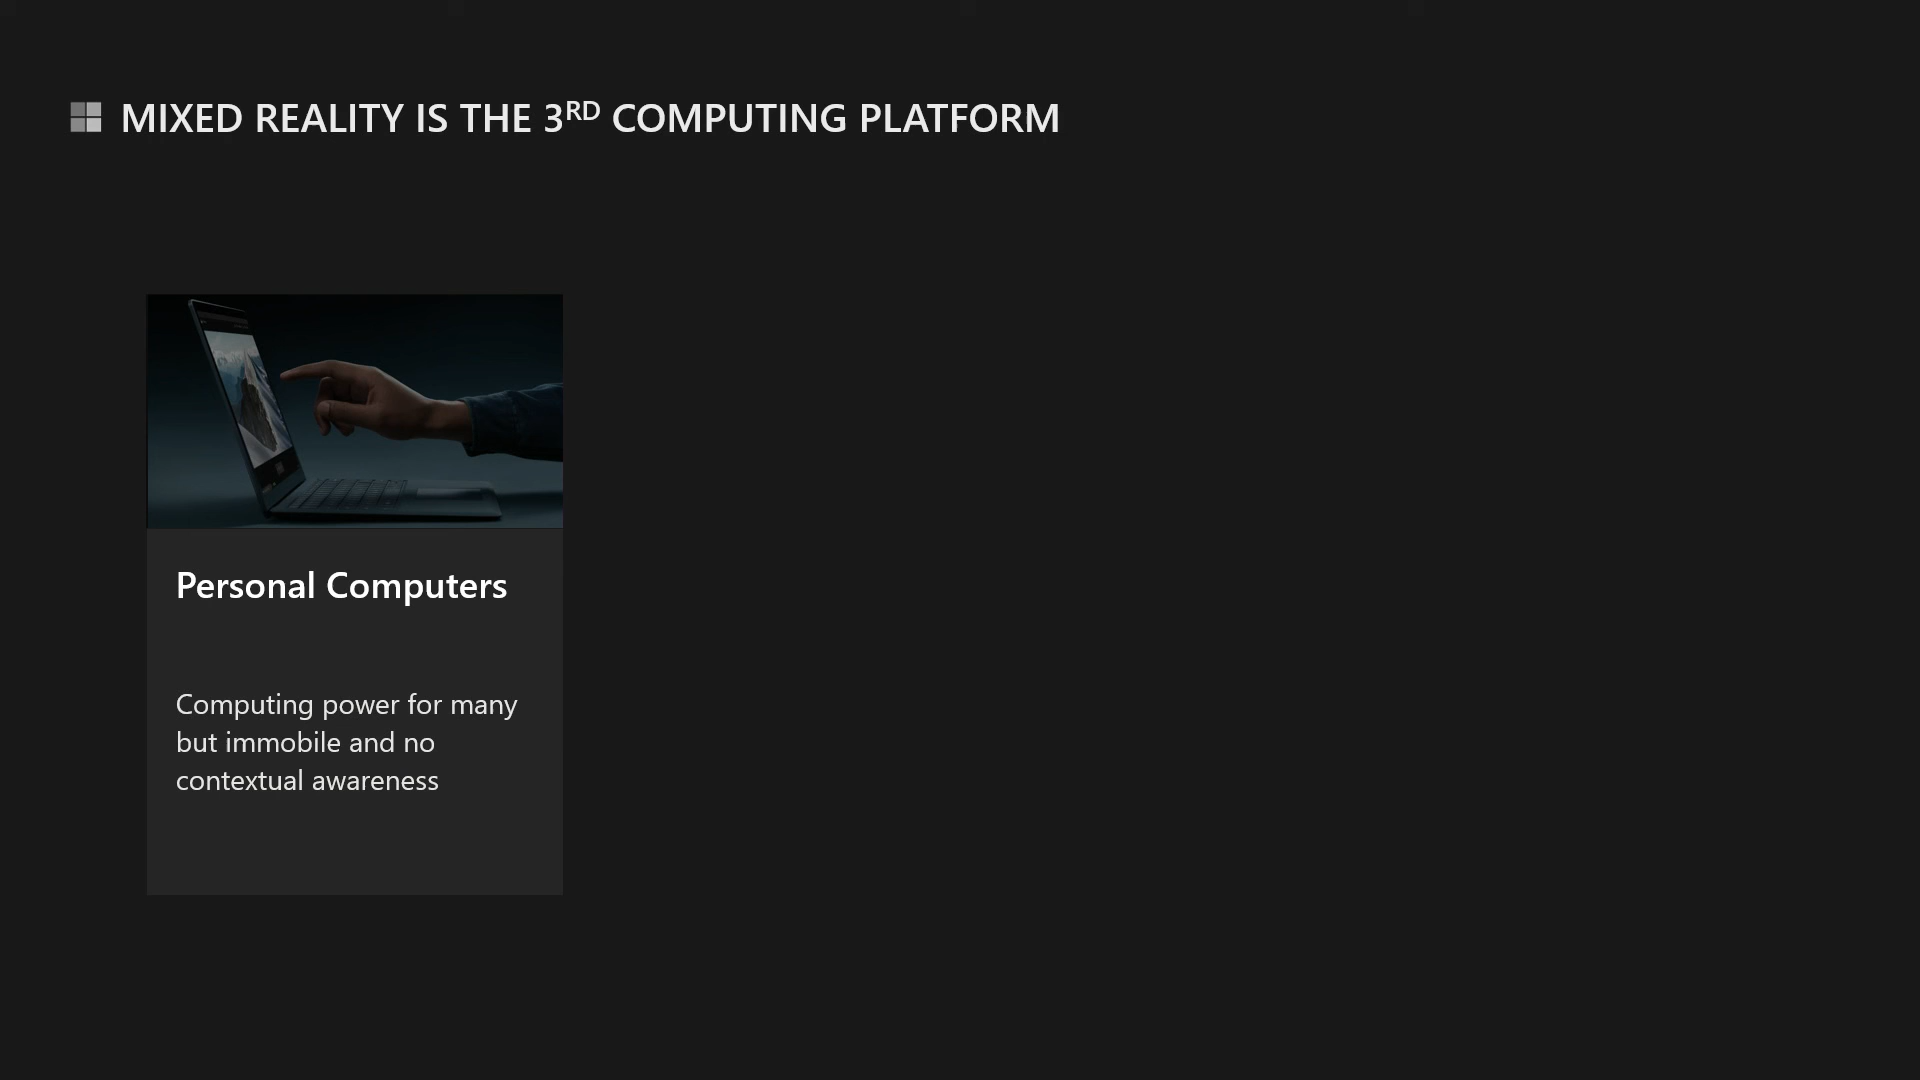 MIXED REALITY IS THE 3RD COMPUTING PLATFORM
Personal Computers
Computing power for many
but immobile and no
contextual awareness